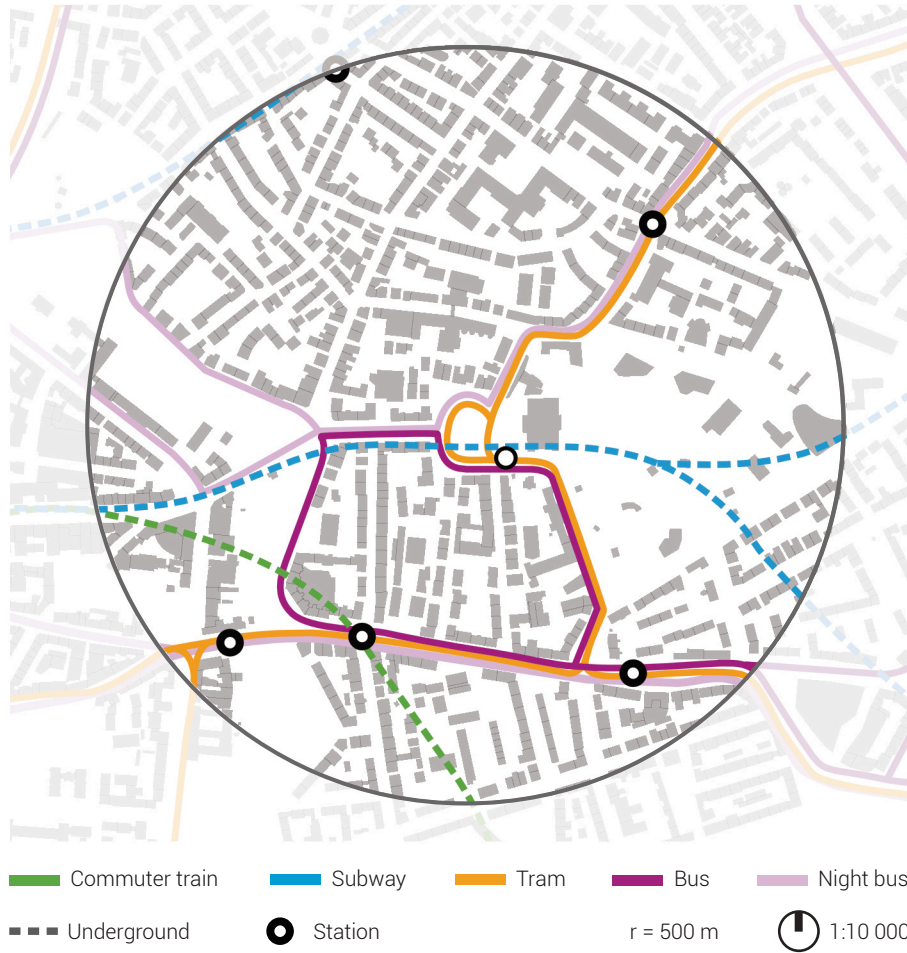 Commuter train Subway Tram Bus Night bus
Underground Station r = 500 m 1:10 000